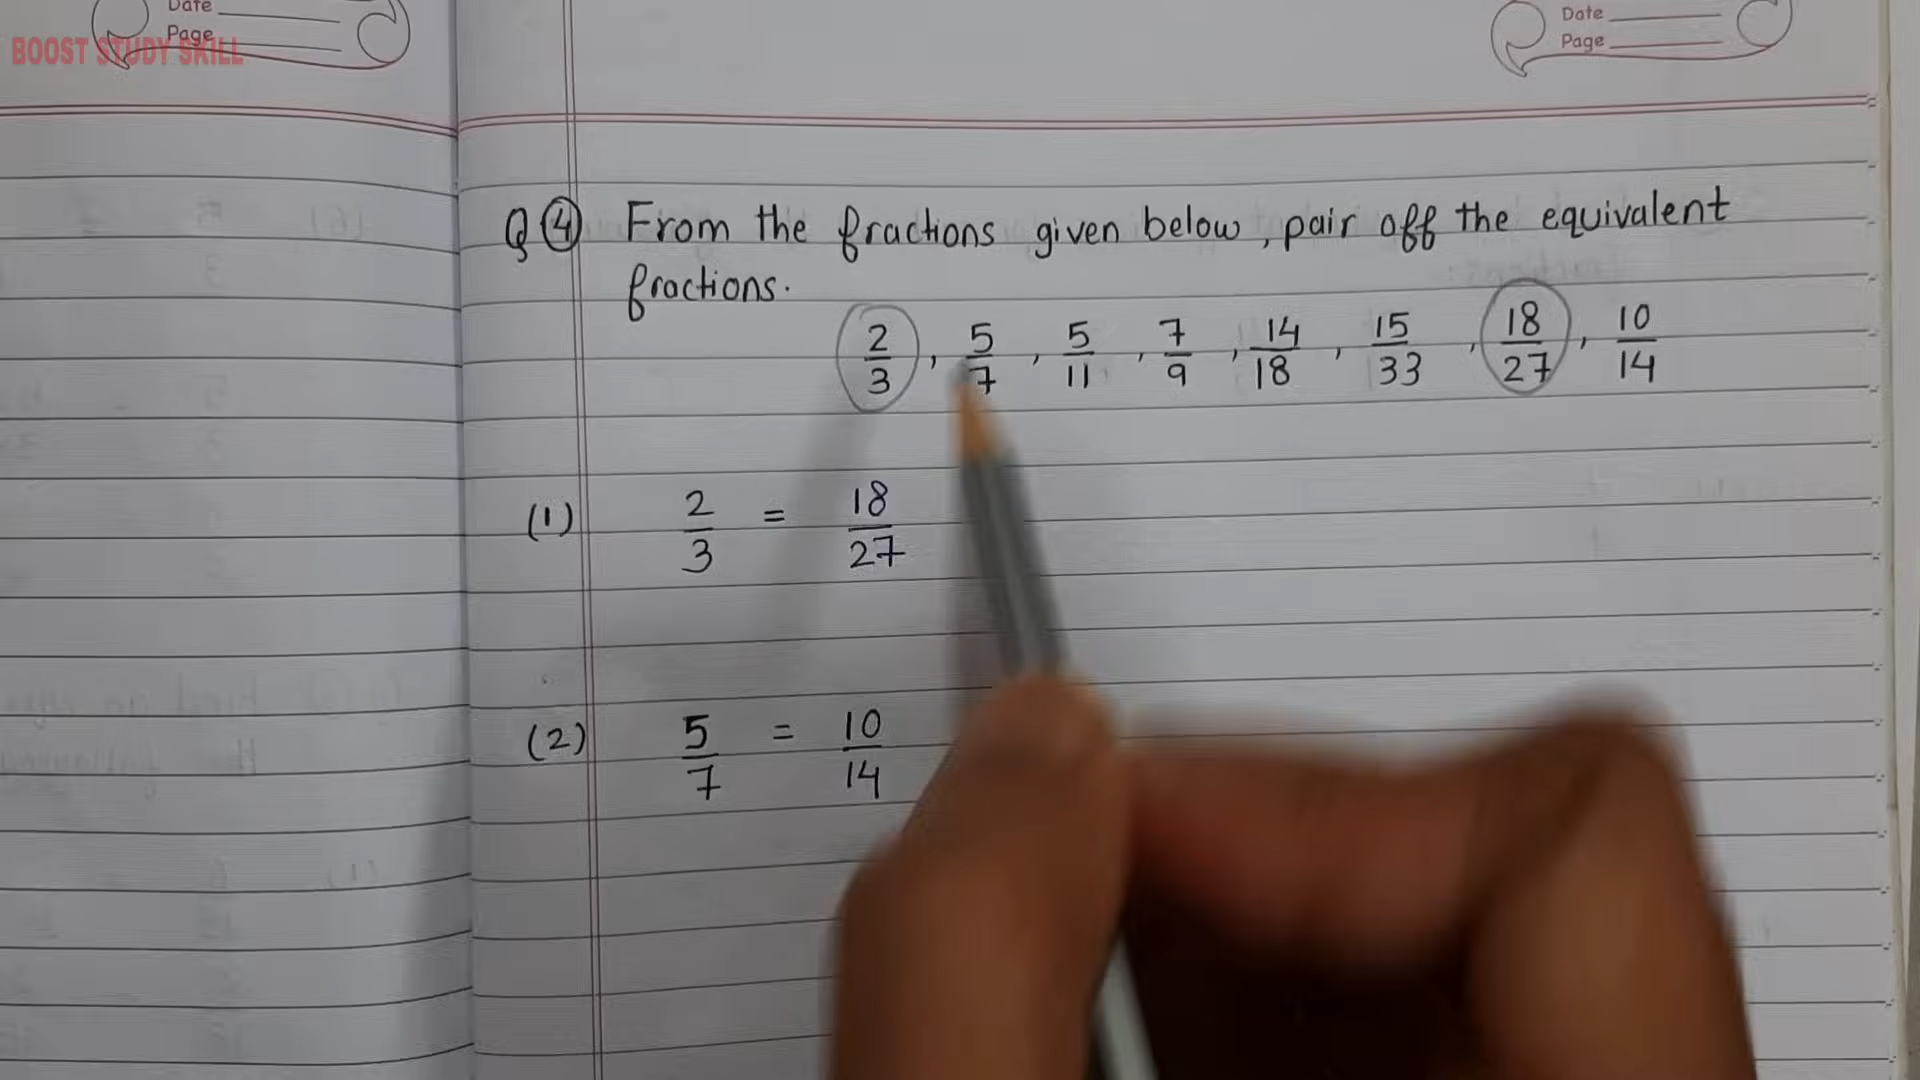 Date
Page
BOOST STUDY SKILL
Date
Page
Q 4 From the fractions given below, pair off the equivalent
fractions.
2/3, 5/7, 5/11, 7/9, 14/18, 15/33, 18/27, 10/14
(1) 2/3 = 18/27
(2) 5/7 = 10/14